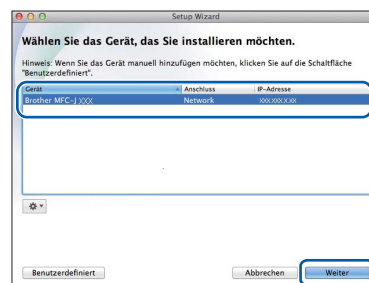 Setup Wizard
Wählen Sie das Gerät, das Sie installieren möchten.
Hinweis: Wenn Sie das Gerät manuell hinzufügen möchten, klicken Sie auf die Schaltfläche
"Benutzerdefiniert".
Gerät Anschluss IP-Adresse
Brother MFC-J XXX Network XXX.XXX.X.XX
Benutzerdefiniert Abbrechen Weiter